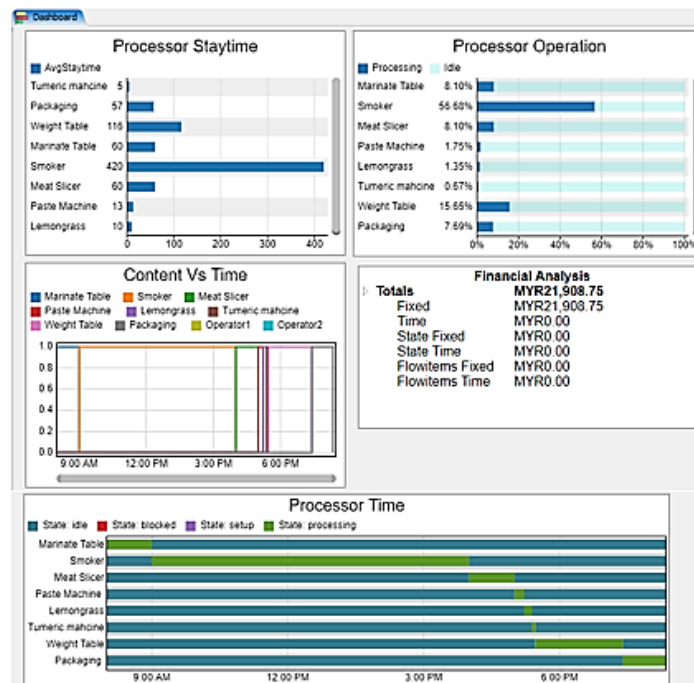 Dashboard
Processor Staytime
AvgStaytime
Tumeric mahcine 5
Packaging 57
Weight Table 116
Marinate Table 60
Smoker 420
Meat Slicer 60
Paste Machine 13
Lemongrass 10
0 100 200 300 400
Processor Operation
Processing Idle
Marinate Table 8.10%
Smoker 56.68%
Meat Slicer 8.10%
Paste Machine 1.75%
Lemongrass 1.35%
Tumeric mahcine 0.67%
Weight Table 15.65%
Packaging 7.69%
0% 20% 40% 60% 80% 100%
Content Vs Time
Marinate Table Smoker Meat Slicer
Paste Machine Lemongrass Tumeric mahcine
Weight Table Packaging Operator1 Operator2
1.0
0.8
0.6
0.4
0.2
0.0
9:00 AM 12:00 PM 3:00 PM 6:00 PM
Financial Analysis
Totals MYR21,908.75
Fixed MYR21,908.75
Time MYR0.00
State Fixed MYR0.00
State Time MYR0.00
Flowitems Fixed MYR0.00
Flowitems Time MYR0.00
Processor Time
State: idle State: blocked State: setup State: processing
Marinate Table
Smoker
Meat Slicer
Paste Machine
Lemongrass
Tumeric mahcine
Weight Table
Packaging
9:00 AM 12:00 PM 3:00 PM 6:00 PM